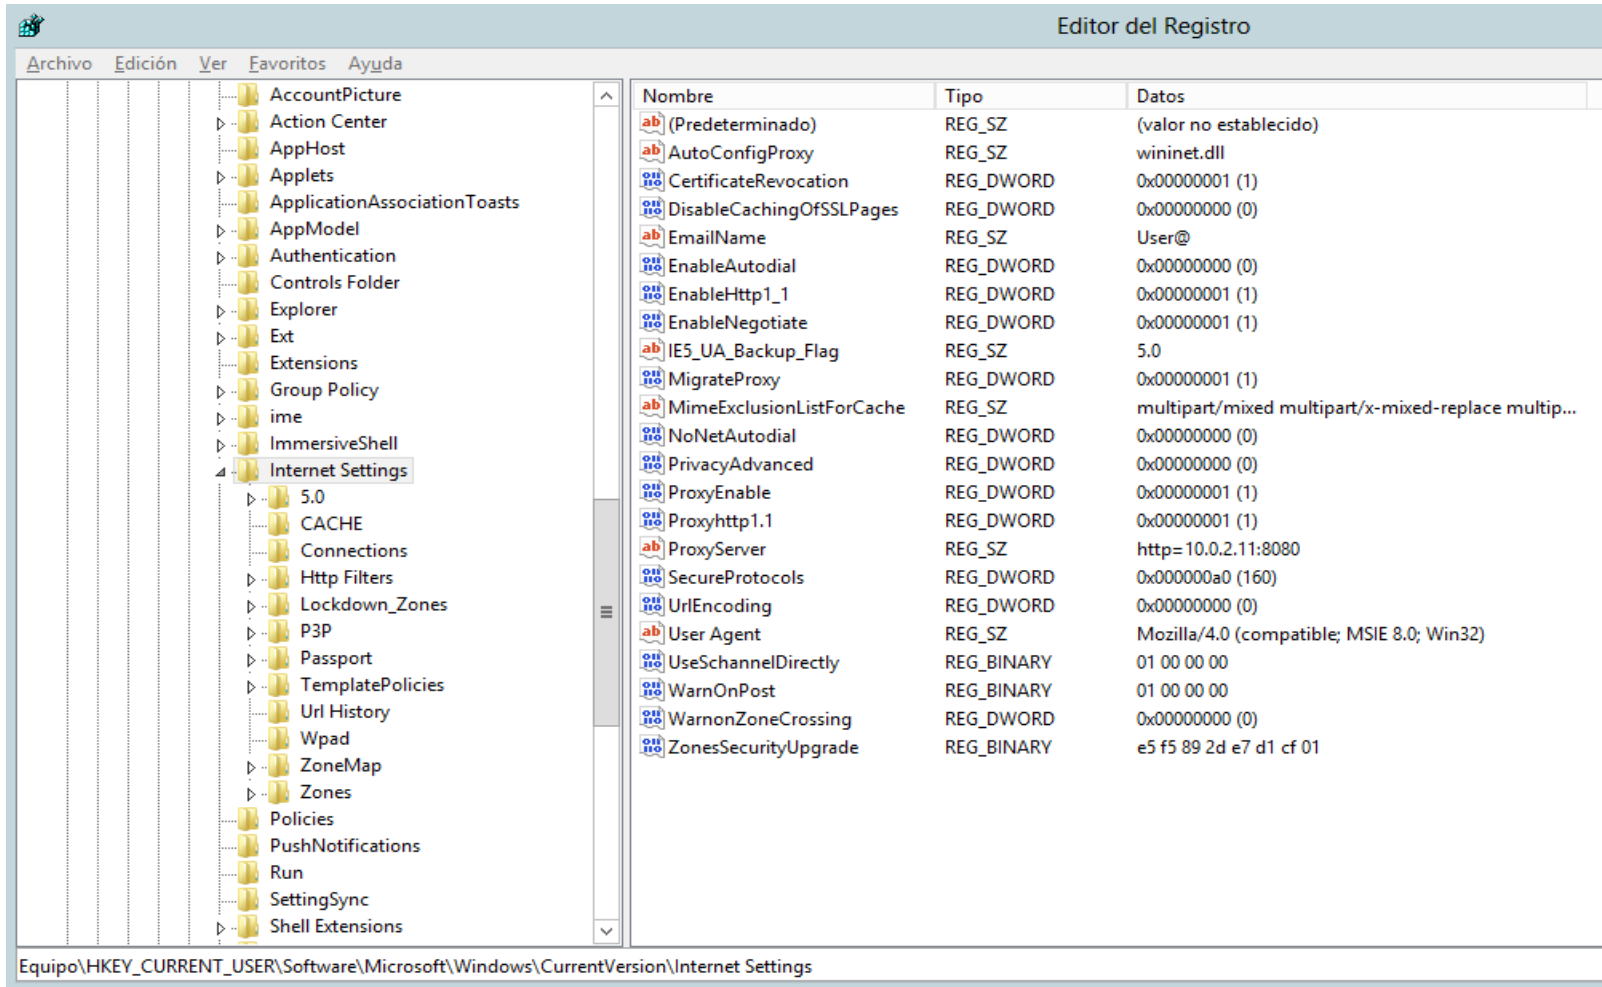 Editor del Registro
Archivo Edición Ver Favoritos Ayuda
AccountPicture
Action Center
AppHost
Applets
ApplicationAssociationToasts
AppModel
Authentication
Controls Folder
Explorer
Ext
Extensions
Group Policy
ime
ImmersiveShell
Internet Settings
5.0
CACHE
Connections
Http Filters
Lockdown_Zones
P3P
Passport
TemplatePolicies
Url History
Wpad
ZoneMap
Zones
Policies
PushNotifications
Run
SettingSync
Shell Extensions
Nombre Tipo Datos
(Predeterminado) REG_SZ (valor no establecido)
AutoConfigProxy REG_SZ wininet.dll
CertificateRevocation REG_DWORD 0x00000001 (1)
DisableCachingOfSSLPages REG_DWORD 0x00000000 (0)
EmailName REG_SZ User@
EnableAutodial REG_DWORD 0x00000000 (0)
EnableHttp1_1 REG_DWORD 0x00000001 (1)
EnableNegotiate REG_DWORD 0x00000001 (1)
IE5_UA_Backup_Flag REG_SZ 5.0
MigrateProxy REG_DWORD 0x00000001 (1)
MimeExclusionListForCache REG_SZ multipart/mixed multipart/x-mixed-replace multip...
NoNetAutodial REG_DWORD 0x00000000 (0)
PrivacyAdvanced REG_DWORD 0x00000000 (0)
ProxyEnable REG_DWORD 0x00000001 (1)
Proxyhttp1.1 REG_DWORD 0x00000001 (1)
ProxyServer REG_SZ http=10.0.2.11:8080
SecureProtocols REG_DWORD 0x000000a0 (160)
UrlEncoding REG_DWORD 0x00000000 (0)
User Agent REG_SZ Mozilla/4.0 (compatible; MSIE 8.0; Win32)
UseSchannelDirectly REG_BINARY 01 00 00 00
WarnOnPost REG_BINARY 01 00 00 00
WarnonZoneCrossing REG_DWORD 0x00000000 (0)
ZonesSecurityUpgrade REG_BINARY e5 f5 89 2d e7 d1 cf 01
Equipo\HKEY_CURRENT_USER\Software\Microsoft\Windows\CurrentVersion\Internet Settings